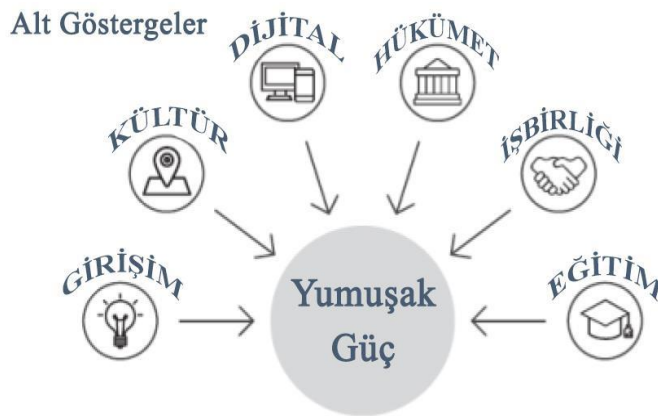 Alt Göstergeler
DİJİTAL
HÜKÜMET
KÜLTÜR
İŞBİRLİĞİ
GİRİŞİM
EĞİTİM
Yumuşak
Güç